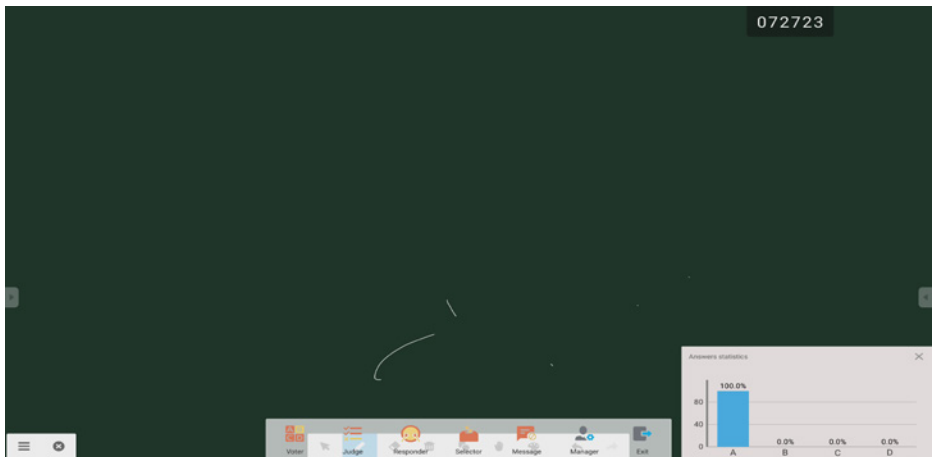 072723
Answers statistics
100.0%
80
40
0
0.0% 0.0% 0.0%
A B C D
Voter Judge Responder Selector Message Manager Exit